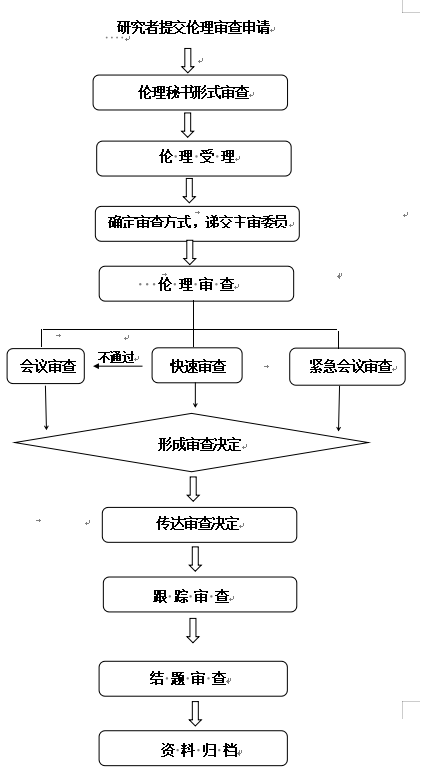 研究者提交伦理审查申请
伦理秘书形式审查
伦 理 受 理
确定审查方式，递交主审委员
伦 理 审 查
会议审查
不通过
快速审查
紧急会议审查
形成审查决定
传达审查决定
跟 踪 审 查
结 题 审 查
资 料 归 档